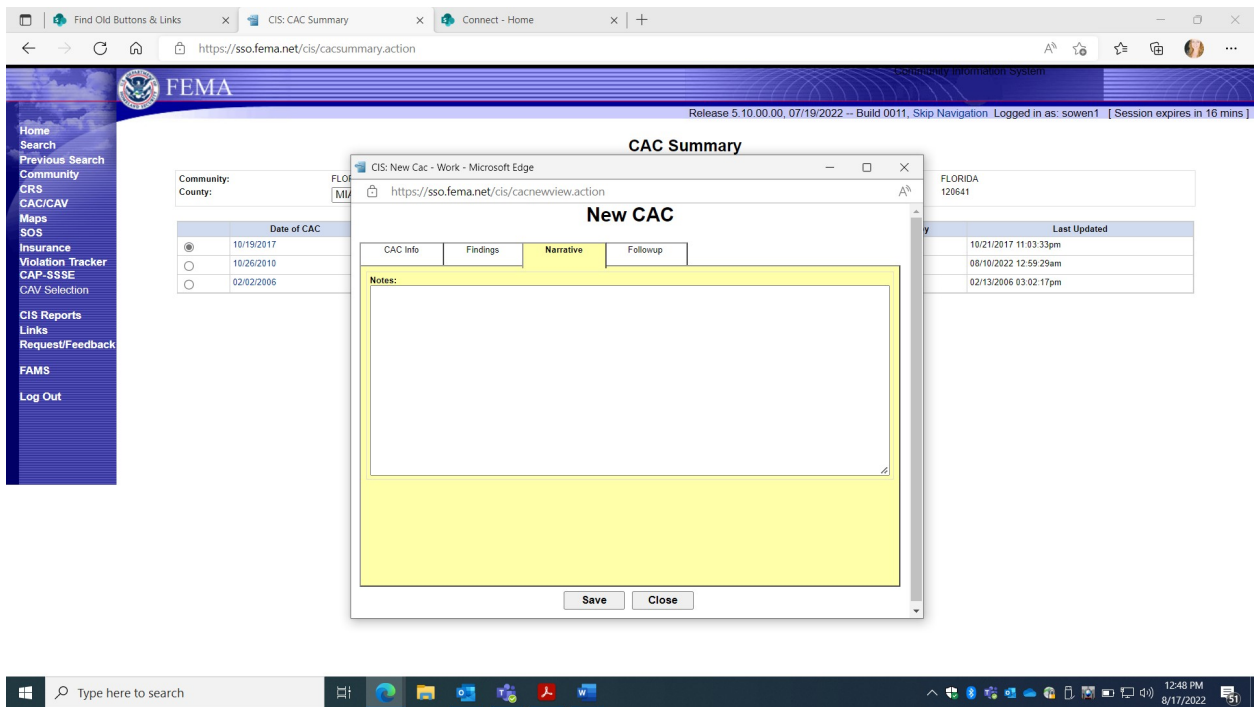 Find Old Buttons & Links
CIS: CAC Summary
Connect - Home
https://sso.fema.net/cis/cacsummary.action
FEMA
Community Information System
Release 5.10.00.00, 07/19/2022 -- Build 0011, Skip Navigation Logged in as: sowen1 [ Session expires in 16 mins ]
Home
Search
Previous Search
Community
CRS
CAC/CAV
Maps
SOS
Insurance
Violation Tracker
CAP-SSSE
CAV Selection
CIS Reports
Links
Request/Feedback
FAMS
Log Out
CAC Summary
Community: FLO FLORIDA
County: MIA 120641
Date of CAC y Last Updated
10/19/2017 10/21/2017 11:03:33pm
10/26/2010 08/10/2022 12:59:29am
02/02/2006 02/13/2006 03:02:17pm
CIS: New Cac - Work - Microsoft Edge
https://sso.fema.net/cis/cacnewview.action
New CAC
CAC Info Findings Narrative Followup
Notes:
Save Close
Type here to search
12:48 PM
8/17/2022
51